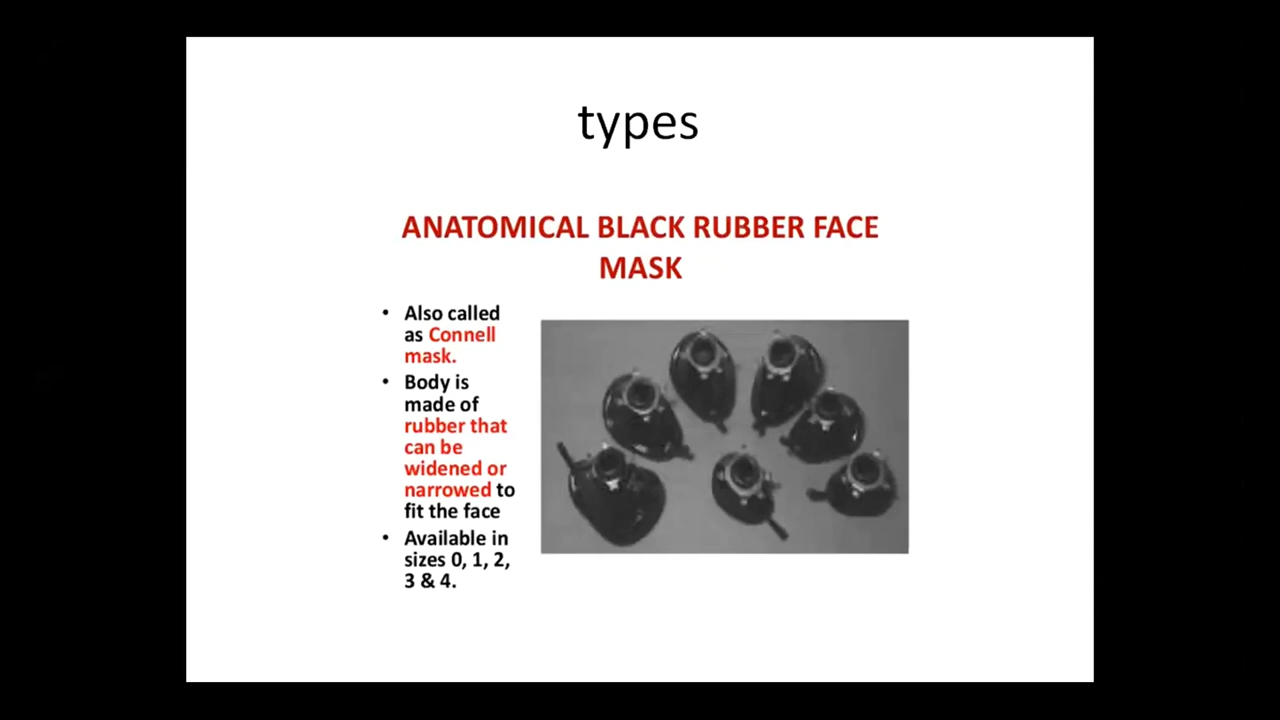 types
ANATOMICAL BLACK RUBBER FACE
MASK
• Also called
as Connell
mask.
• Body is
made of
rubber that
can be
widened or
narrowed to
fit the face
• Available in
sizes 0, 1, 2,
3 & 4.